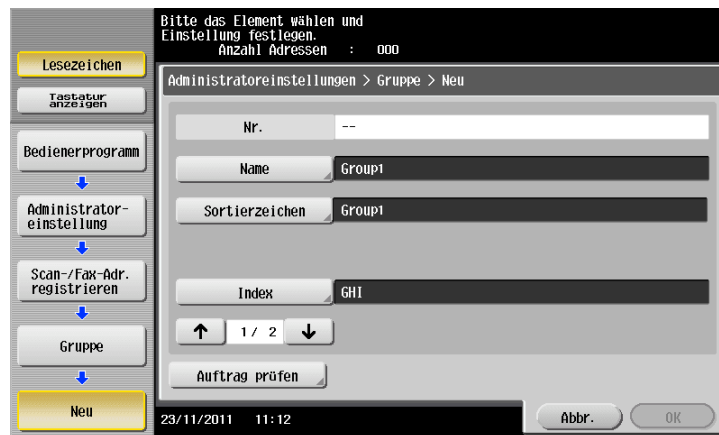 Bitte das Element wählen und
Einstellung festlegen.
Anzahl Adressen : 000
Lesezeichen
Tastatur
anzeigen
Bedienerprogramm
Administrator-
einstellung
Scan-/Fax-Adr.
registrieren
Gruppe
Neu
Administratoreinstellungen > Gruppe > Neu
Nr. --
Name Group1
Sortierzeichen Group1
Index GHI
↑ 1/ 2 ↓
Auftrag prüfen
23/11/2011 11:12
Abbr. OK